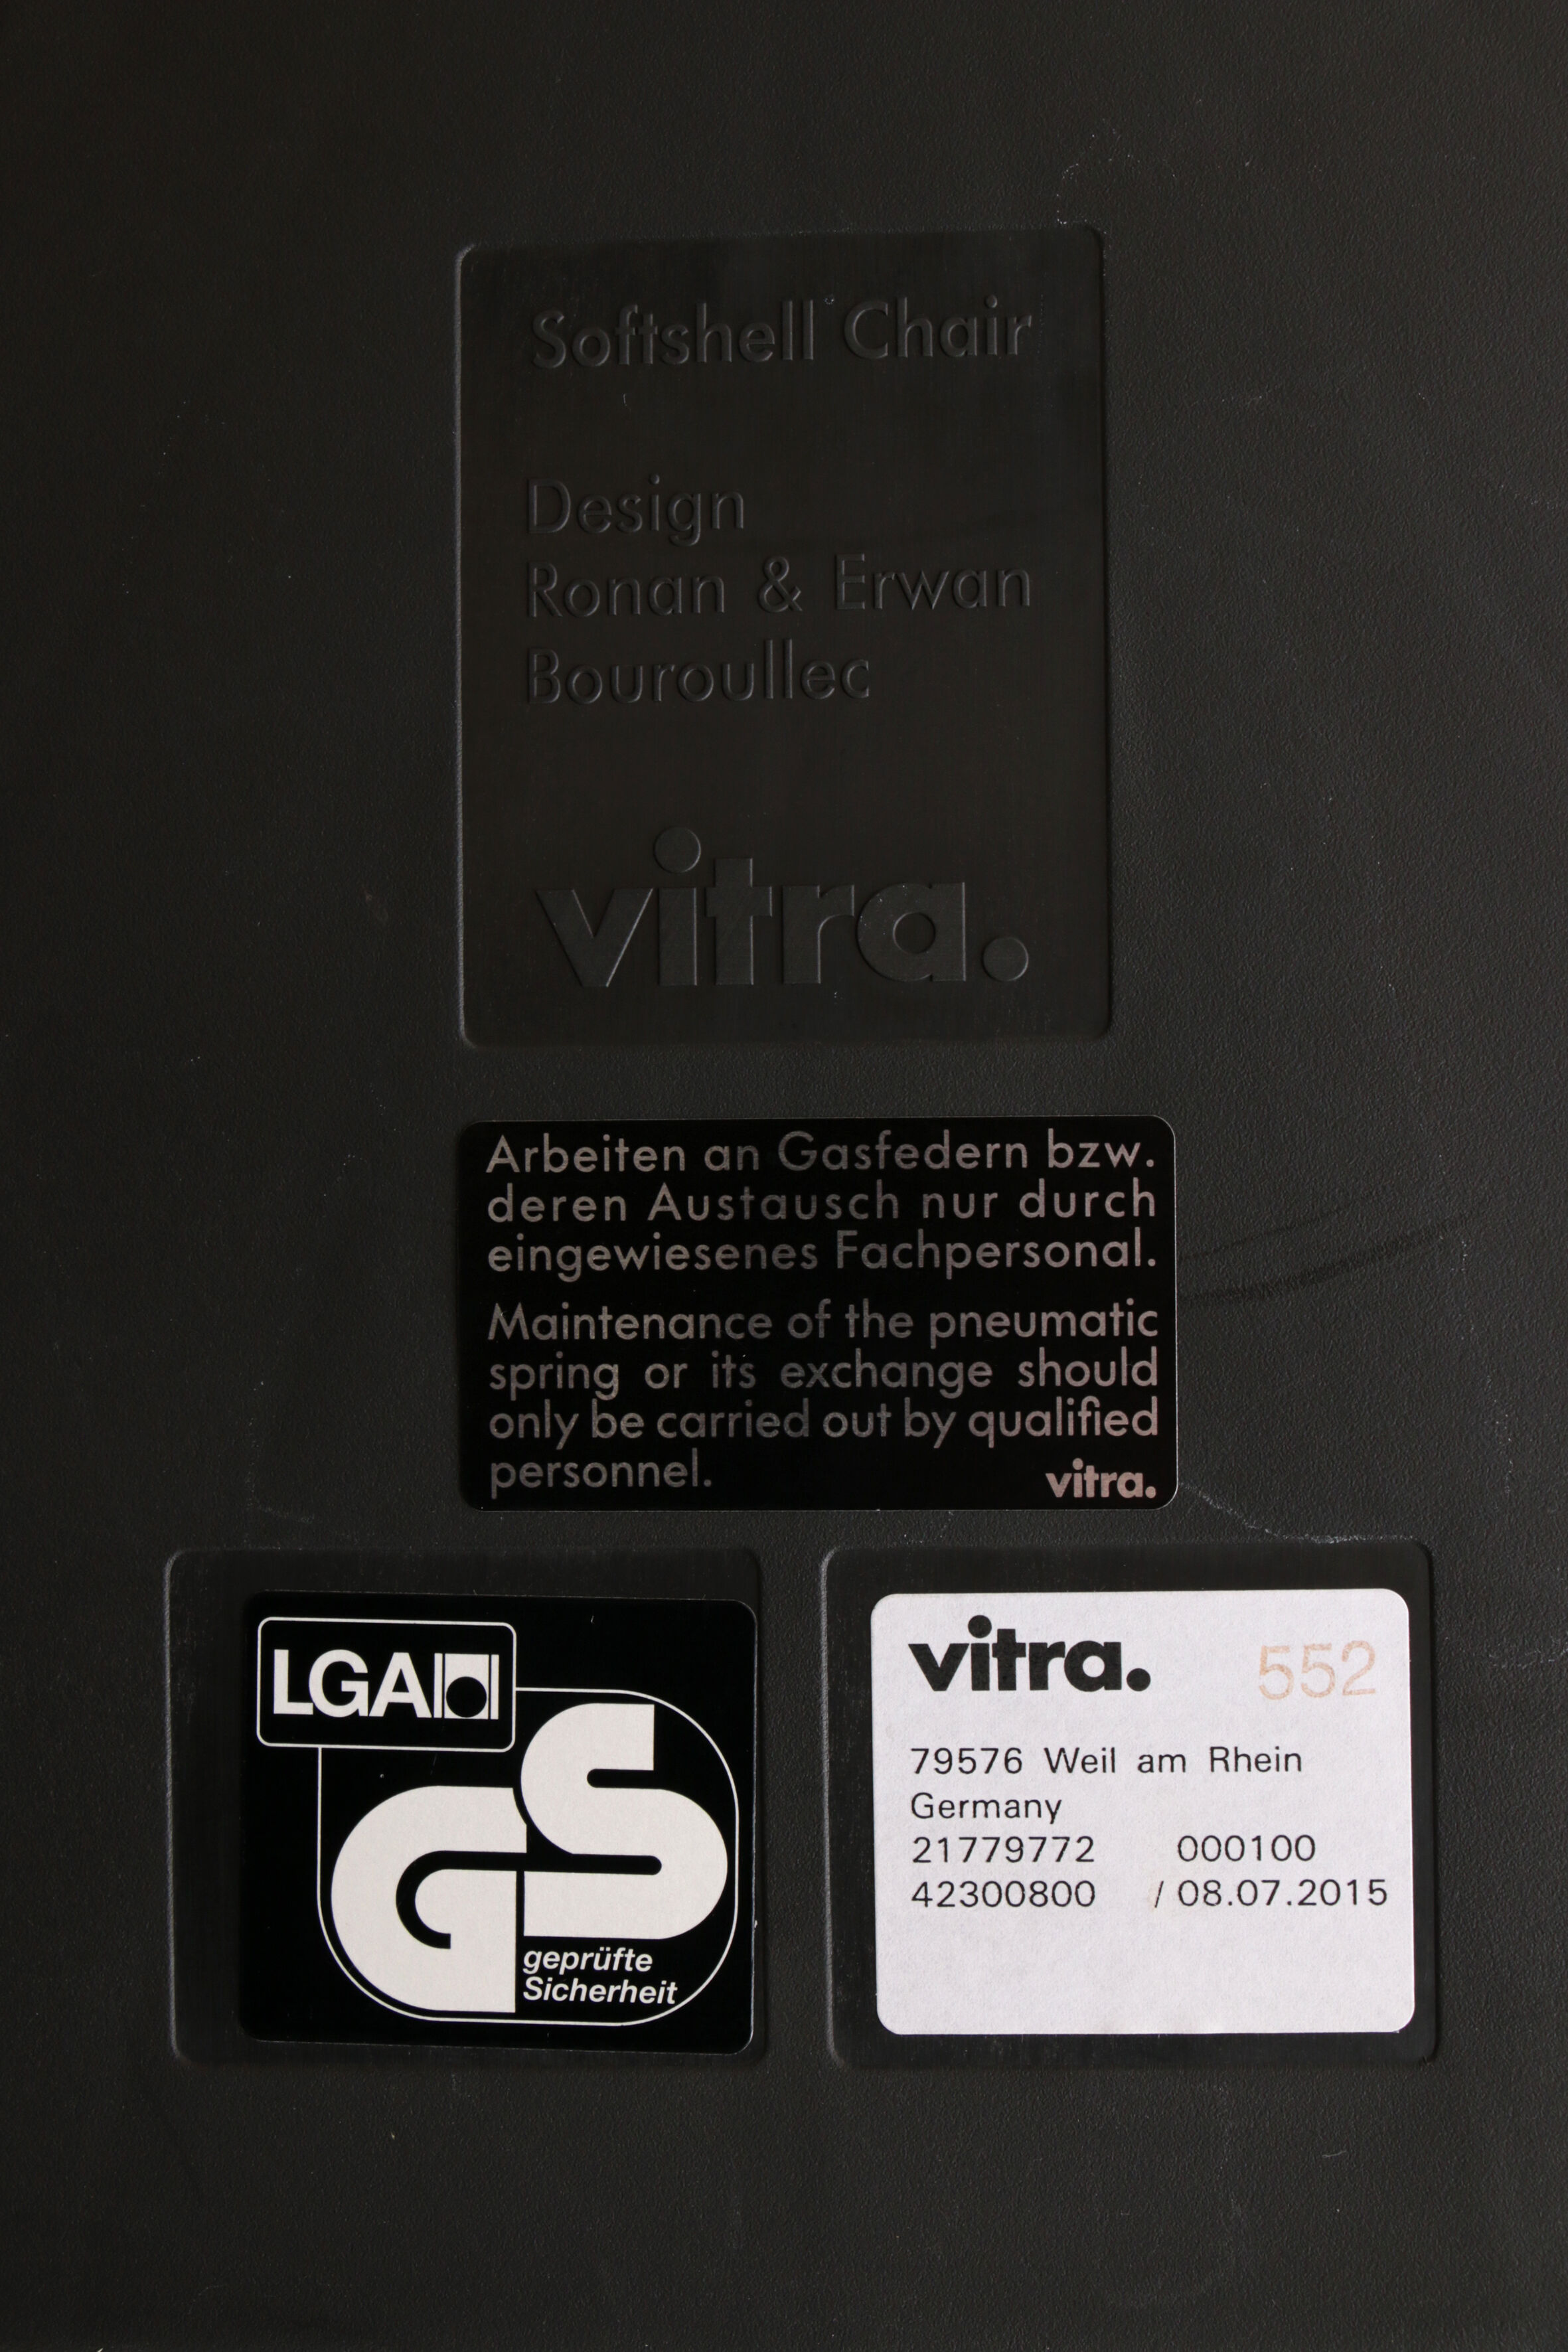 Softshell Chair
Design
Ronan & Erwan
Bouroullec
vitra.
Arbeiten an Gasfedern bzw.
deren Austausch nur durch
eingewiesenes Fachpersonal.
Maintenance of the pneumatic
spring or its exchange should
only be carried out by qualified
personnel.
vitra.
LGA
GS
geprüfte
Sicherheit
vitra. 552
79576 Weil am Rhein
Germany
21779772 000100
42300800 / 08.07.2015